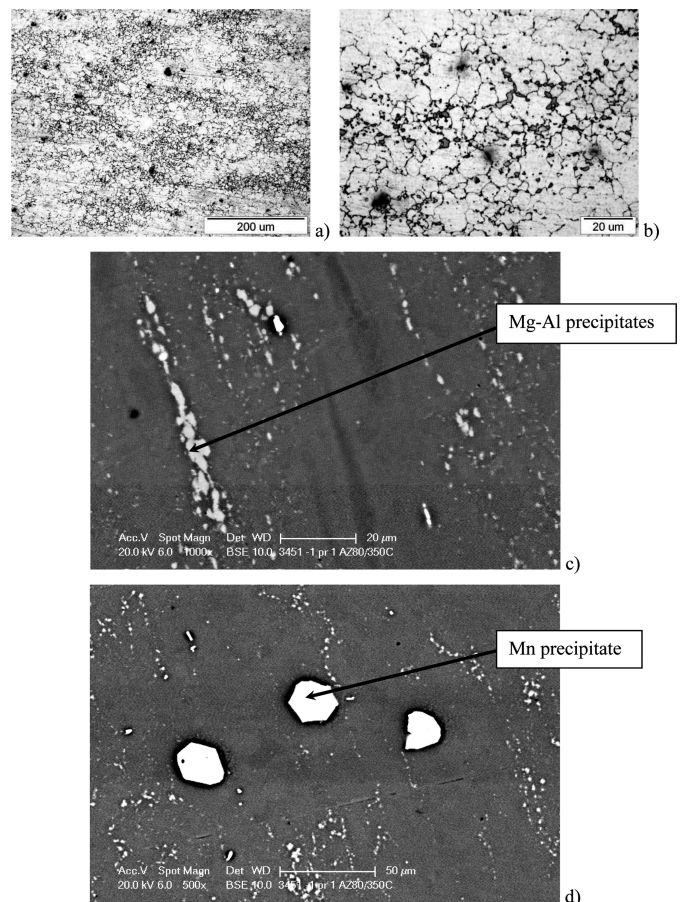 200 um
a)
20 um
b)
Mg-Al precipitates
Acc.V Spot Magn Det WD 20 µm
20.0 kV 6.0 1000x BSE 10.0 3451 -1 pr 1 AZ80/350C
c)
Mn precipitate
Acc.V Spot Magn Det WD 50 µm
20.0 kV 6.0 500x BSE 10.0 3451 -1 pr 1 AZ80/350C
d)